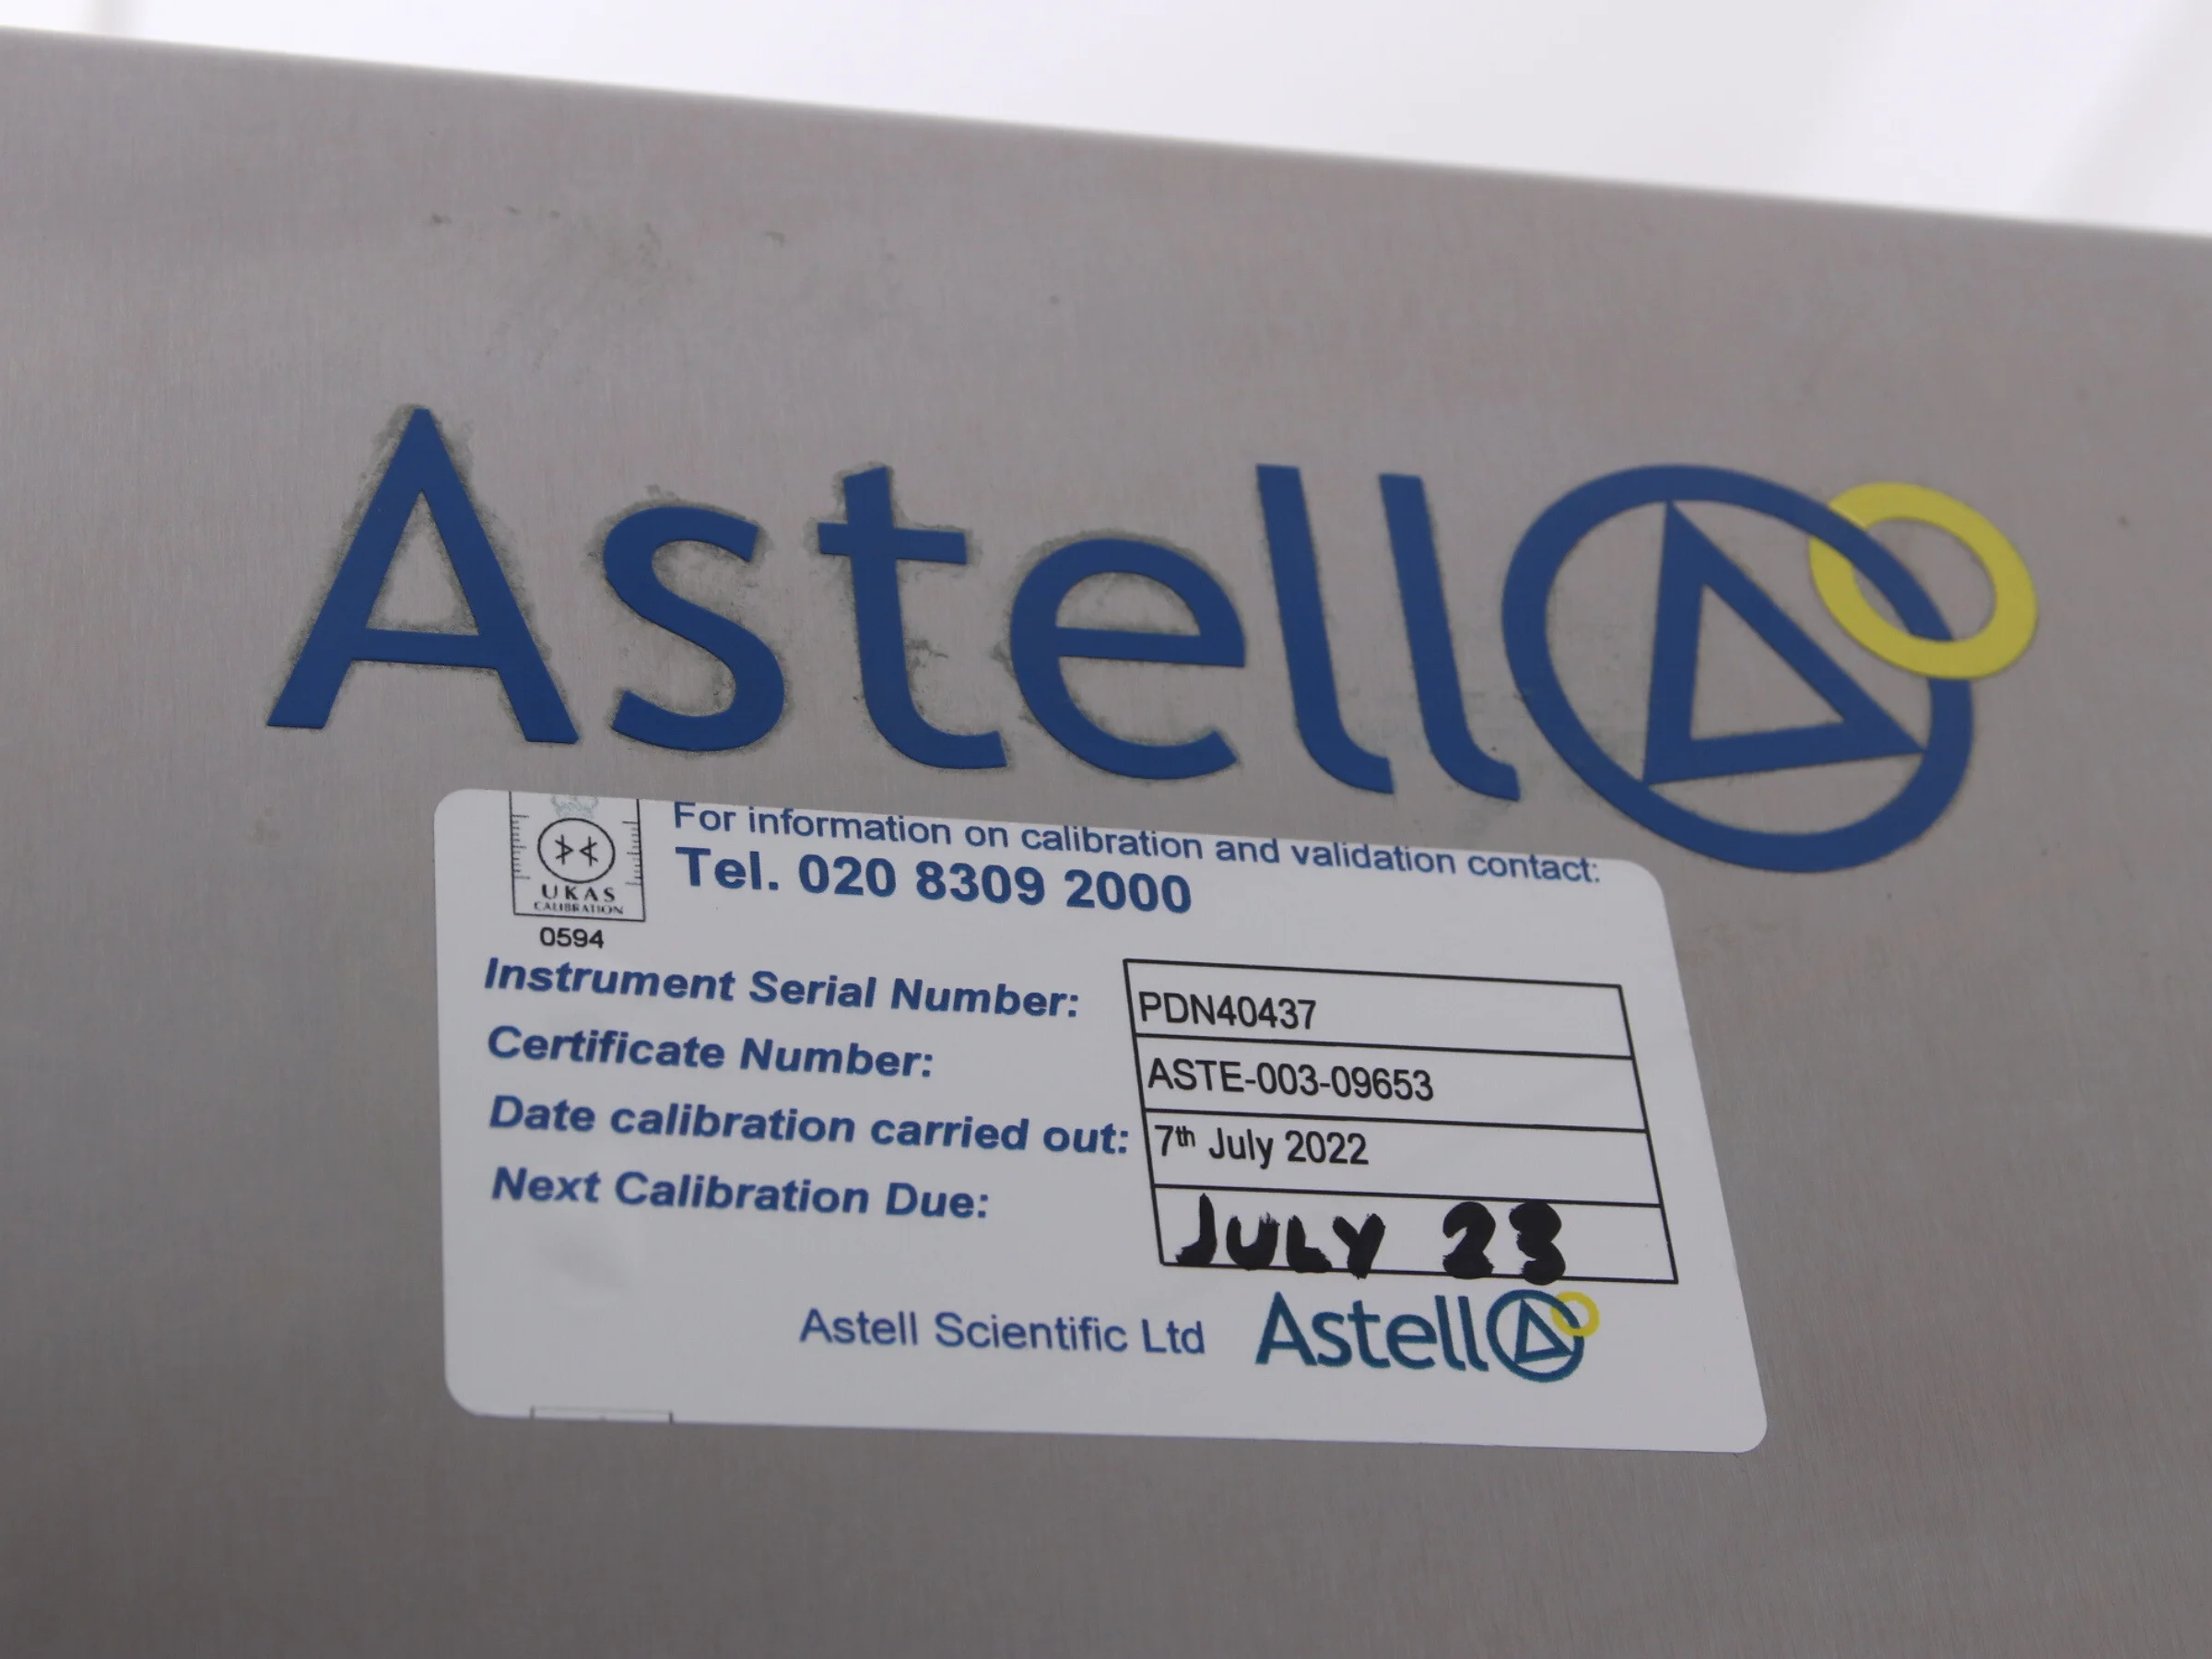 Astell
For information on calibration and validation contact:
Tel. 020 8309 2000
UKAS
CALIBRATION
0594
Instrument Serial Number: PDN40437
Certificate Number: ASTE-003-09653
Date calibration carried out: 7th July 2022
Next Calibration Due: JULY 23
Astell Scientific Ltd Astell